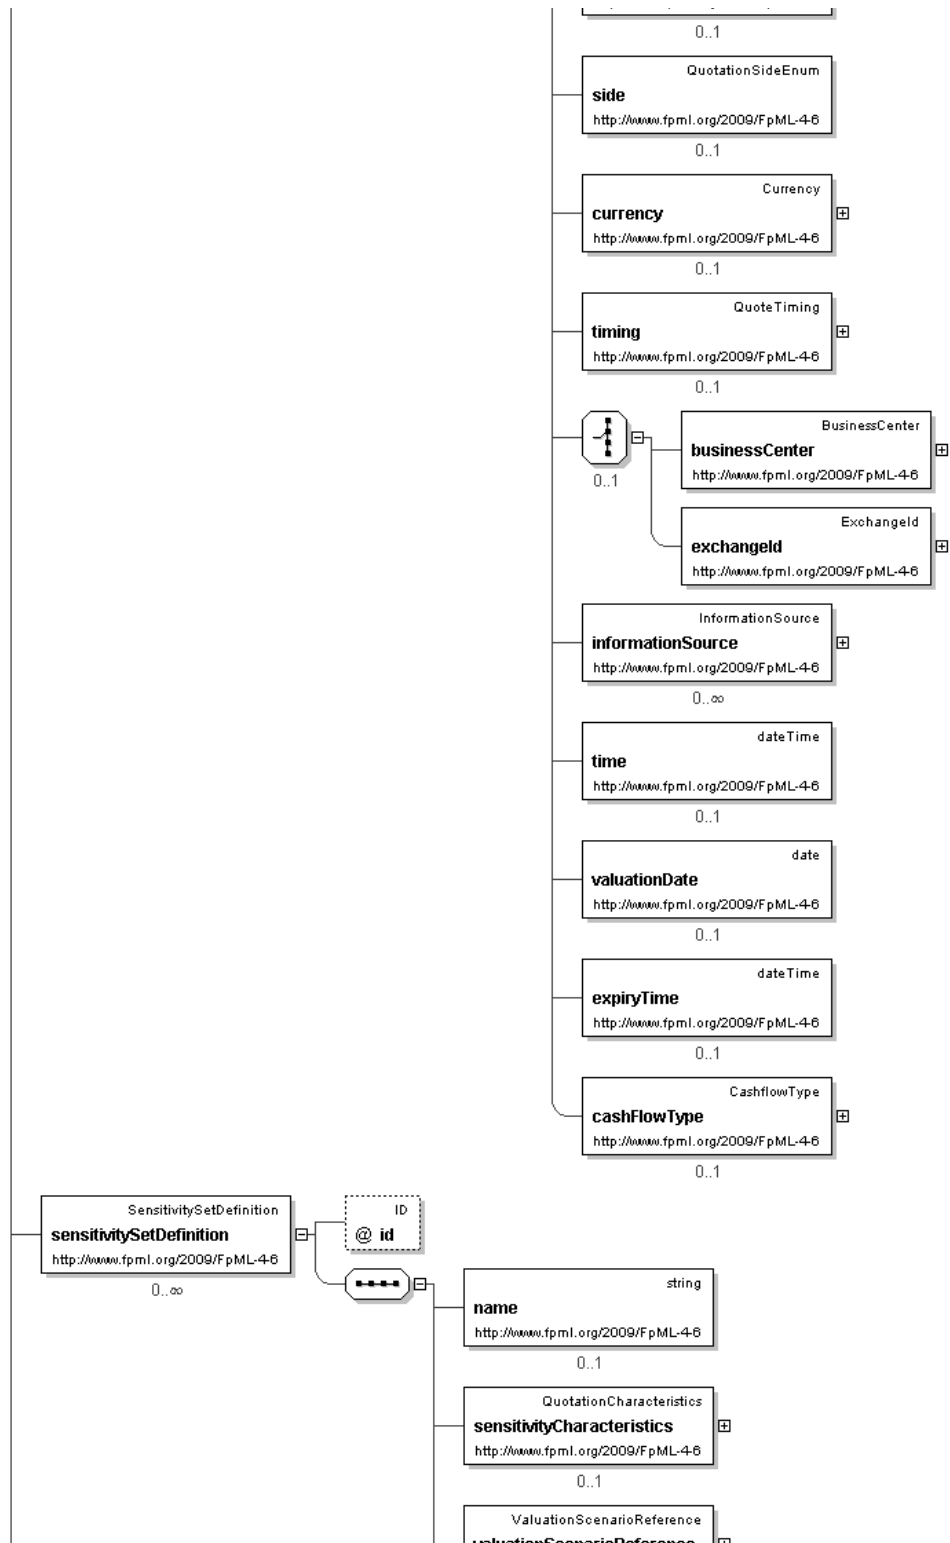 0..1
QuotationSideEnum
side
http://www.fpml.org/2009/FpML-4-6
0..1
Currency
currency
http://www.fpml.org/2009/FpML-4-6
0..1
QuoteTiming
timing
http://www.fpml.org/2009/FpML-4-6
0..1
BusinessCenter
businessCenter
http://www.fpml.org/2009/FpML-4-6
0..1
ExchangeId
exchangeId
http://www.fpml.org/2009/FpML-4-6
InformationSource
informationSource
http://www.fpml.org/2009/FpML-4-6
0..∞
dateTime
time
http://www.fpml.org/2009/FpML-4-6
0..1
date
valuationDate
http://www.fpml.org/2009/FpML-4-6
0..1
dateTime
expiryTime
http://www.fpml.org/2009/FpML-4-6
0..1
CashflowType
cashFlowType
http://www.fpml.org/2009/FpML-4-6
0..1
SensitivitySetDefinition
sensitivitySetDefinition
http://www.fpml.org/2009/FpML-4-6
0..∞
ID
@ id
string
name
http://www.fpml.org/2009/FpML-4-6
0..1
QuotationCharacteristics
sensitivityCharacteristics
http://www.fpml.org/2009/FpML-4-6
0..1
ValuationScenarioReference
valuationScenarioReference